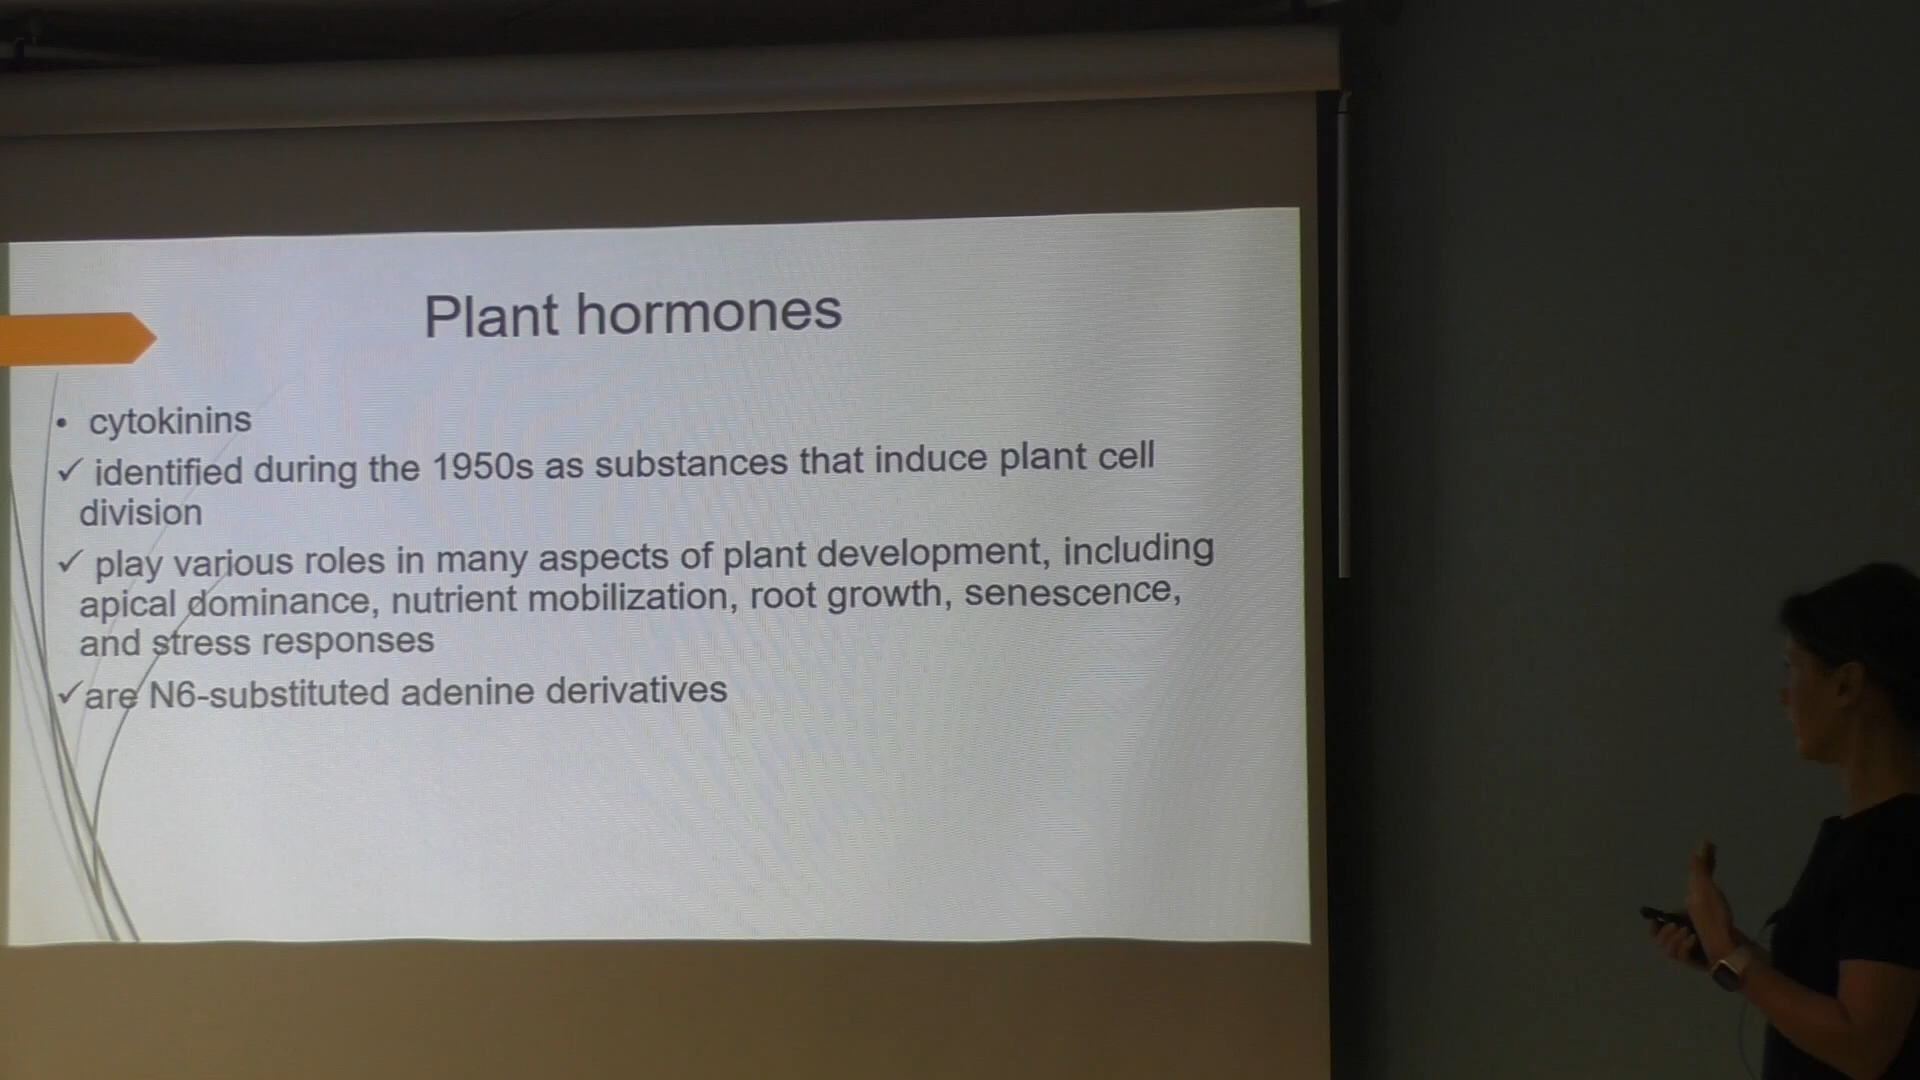 Plant hormones
• cytokinins
✓ identified during the 1950s as substances that induce plant cell
division
✓ play various roles in many aspects of plant development, including
apical dominance, nutrient mobilization, root growth, senescence,
and stress responses
✓are N6-substituted adenine derivatives